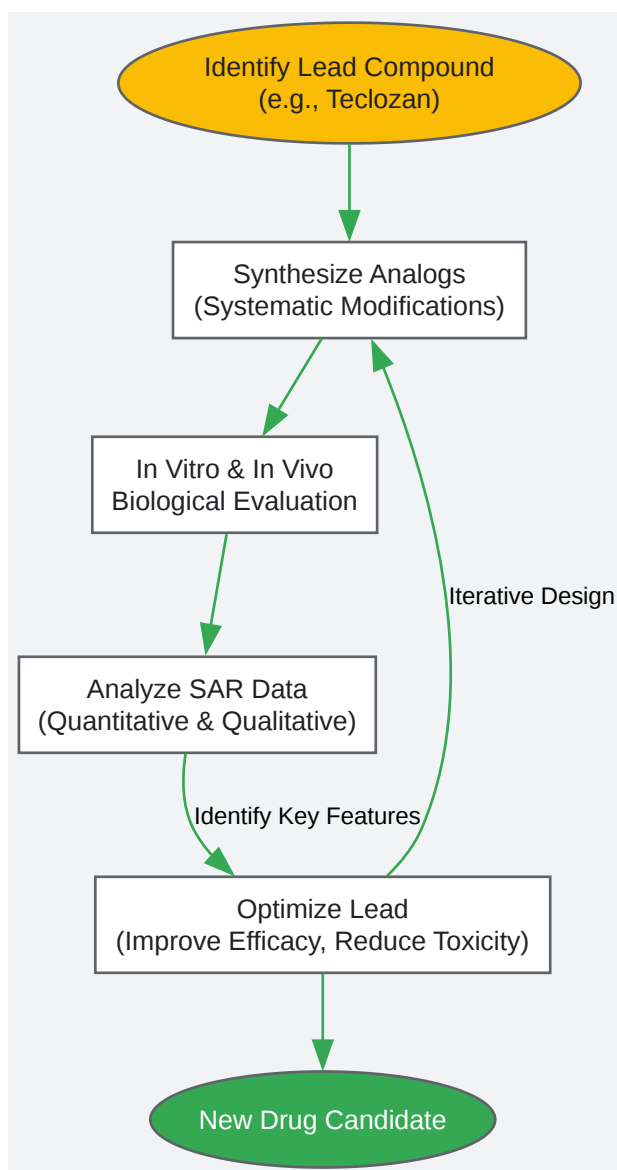 Identify Lead Compound
(e.g., Teclozan)
Synthesize Analogs
(Systematic Modifications)
In Vitro & In Vivo
Biological Evaluation
Iterative Design
Analyze SAR Data
(Quantitative & Qualitative)
Identify Key Features
Optimize Lead
(Improve Efficacy, Reduce Toxicity)
New Drug Candidate